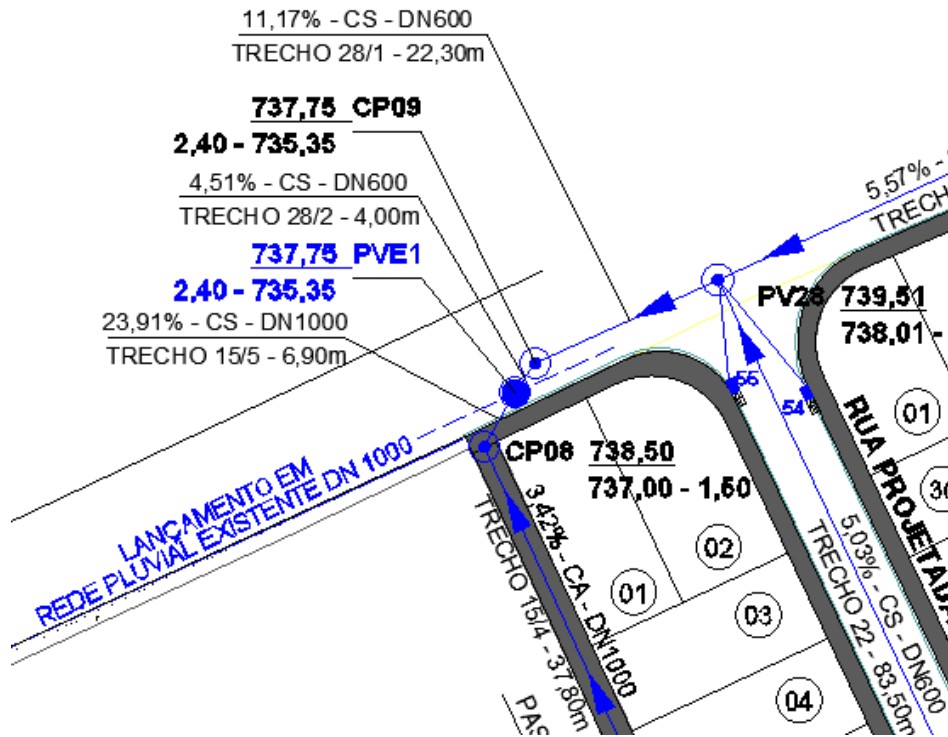 11,17% - CS - DN600
TRECHO 28/1 - 22,30m
737,75 CP09
2,40 - 735,35
4,51% - CS - DN600
TRECHO 28/2 - 4,00m
737,75 PVE1
2,40 - 735,35
23,91% - CS - DN1000
TRECHO 15/5 - 6,90m
5,57% -
TRECH
PV28 739,51
738,01 -
55
54
01
RUA PROJETADA
CP08 738,50
737,00 - 1,50
LANÇAMENTO EM
REDE PLUVIAL EXISTENTE DN 1000
3,42% - CA - DN1000
TRECHO 15/4 - 37,80m
01
02
03
04
5,03% - CS - DN600
TRECHO 22 - 83,50m
PAS